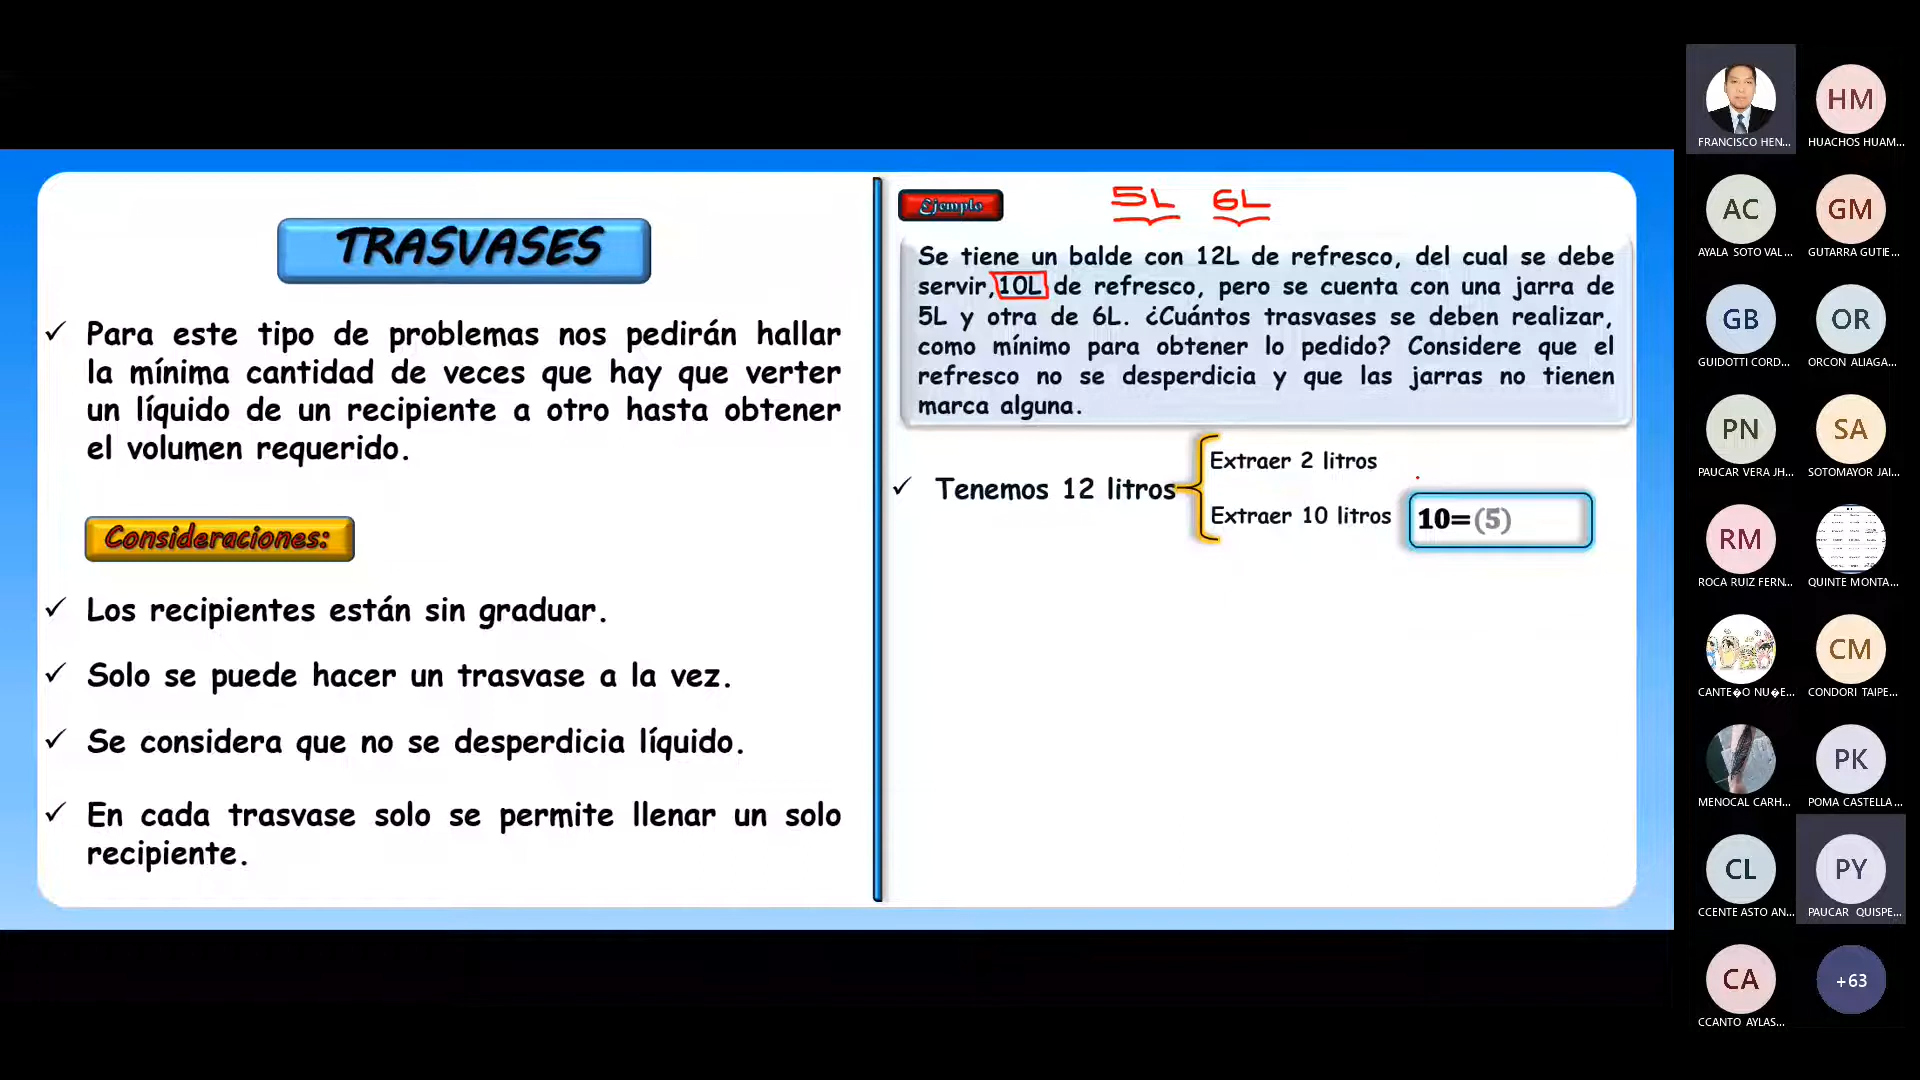 TRASVASES
✓ Para este tipo de problemas nos pedirán hallar
la mínima cantidad de veces que hay que verter
un líquido de un recipiente a otro hasta obtener
el volumen requerido.
Consideraciones:
✓ Los recipientes están sin graduar.
✓ Solo se puede hacer un trasvase a la vez.
✓ Se considera que no se desperdicia líquido.
✓ En cada trasvase solo se permite llenar un solo
recipiente.
Ejemplo
5L 6L
Se tiene un balde con 12L de refresco, del cual se debe
servir, 10L de refresco, pero se cuenta con una jarra de
5L y otra de 6L. ¿Cuántos trasvases se deben realizar,
como mínimo para obtener lo pedido? Considere que el
refresco no se desperdicia y que las jarras no tienen
marca alguna.
✓ Tenemos 12 litros
Extraer 2 litros
Extraer 10 litros
10=(5)
FRANCISCO HEN...
HM
HUACHOS HUAM...
AC
AYALA SOTO VAL...
GM
GUTARRA GUTIE...
GB
GUIDOTTI CORD...
OR
ORCON ALIAGA...
PN
PAUCAR VERA JH...
SA
SOTOMAYOR JAI...
RM
ROCA RUIZ FERN...
QUINTE MONTA...
CANTE�O NU�E...
CM
CONDORI TAIPE...
MENOCAL CARH...
PK
POMA CASTELLA...
CL
CCENTE ASTO AN...
PY
PAUCAR QUISPE...
CA
CCANTO AYLAS...
+63